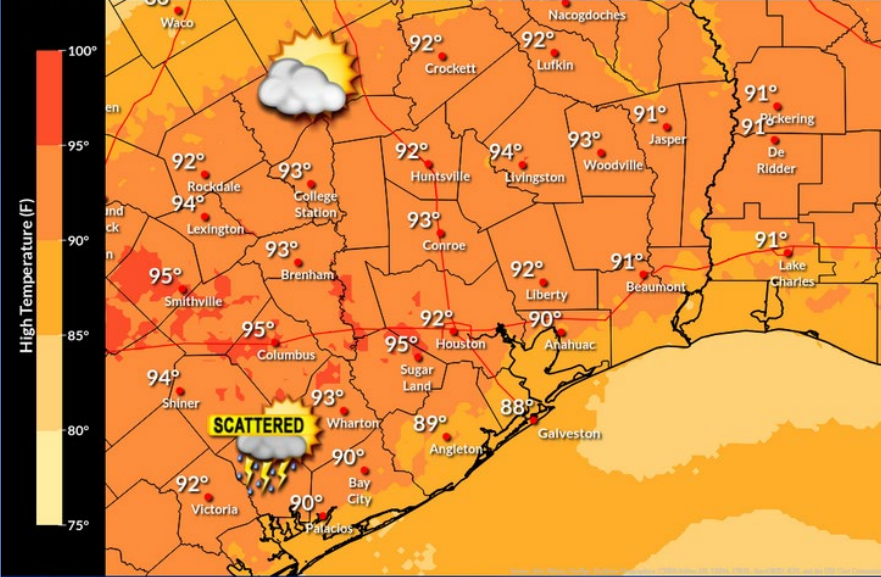 Waco
Nacogdoches
100°
92°
Crockett
92°
Lufkin
91°
Pickering
91°
De
Ridder
91°
Jasper
95°
92°
Rockdale
93°
College
Station
92°
Huntsville
94°
Livingston
93°
Woodville
94°
Lexington
93°
Conroe
High Temperature (F)
90°
93°
Brenham
91°
Lake
Charles
95°
Smithville
92°
Liberty
91°
Beaumont
85°
95°
Columbus
92°
Houston
90°
Anahuac
95°
Sugar
Land
94°
Shiner
93°
Wharton
88°
Galveston
80°
SCATTERED
89°
Angleton
90°
Bay
City
92°
Victoria
90°
Palacios
75°